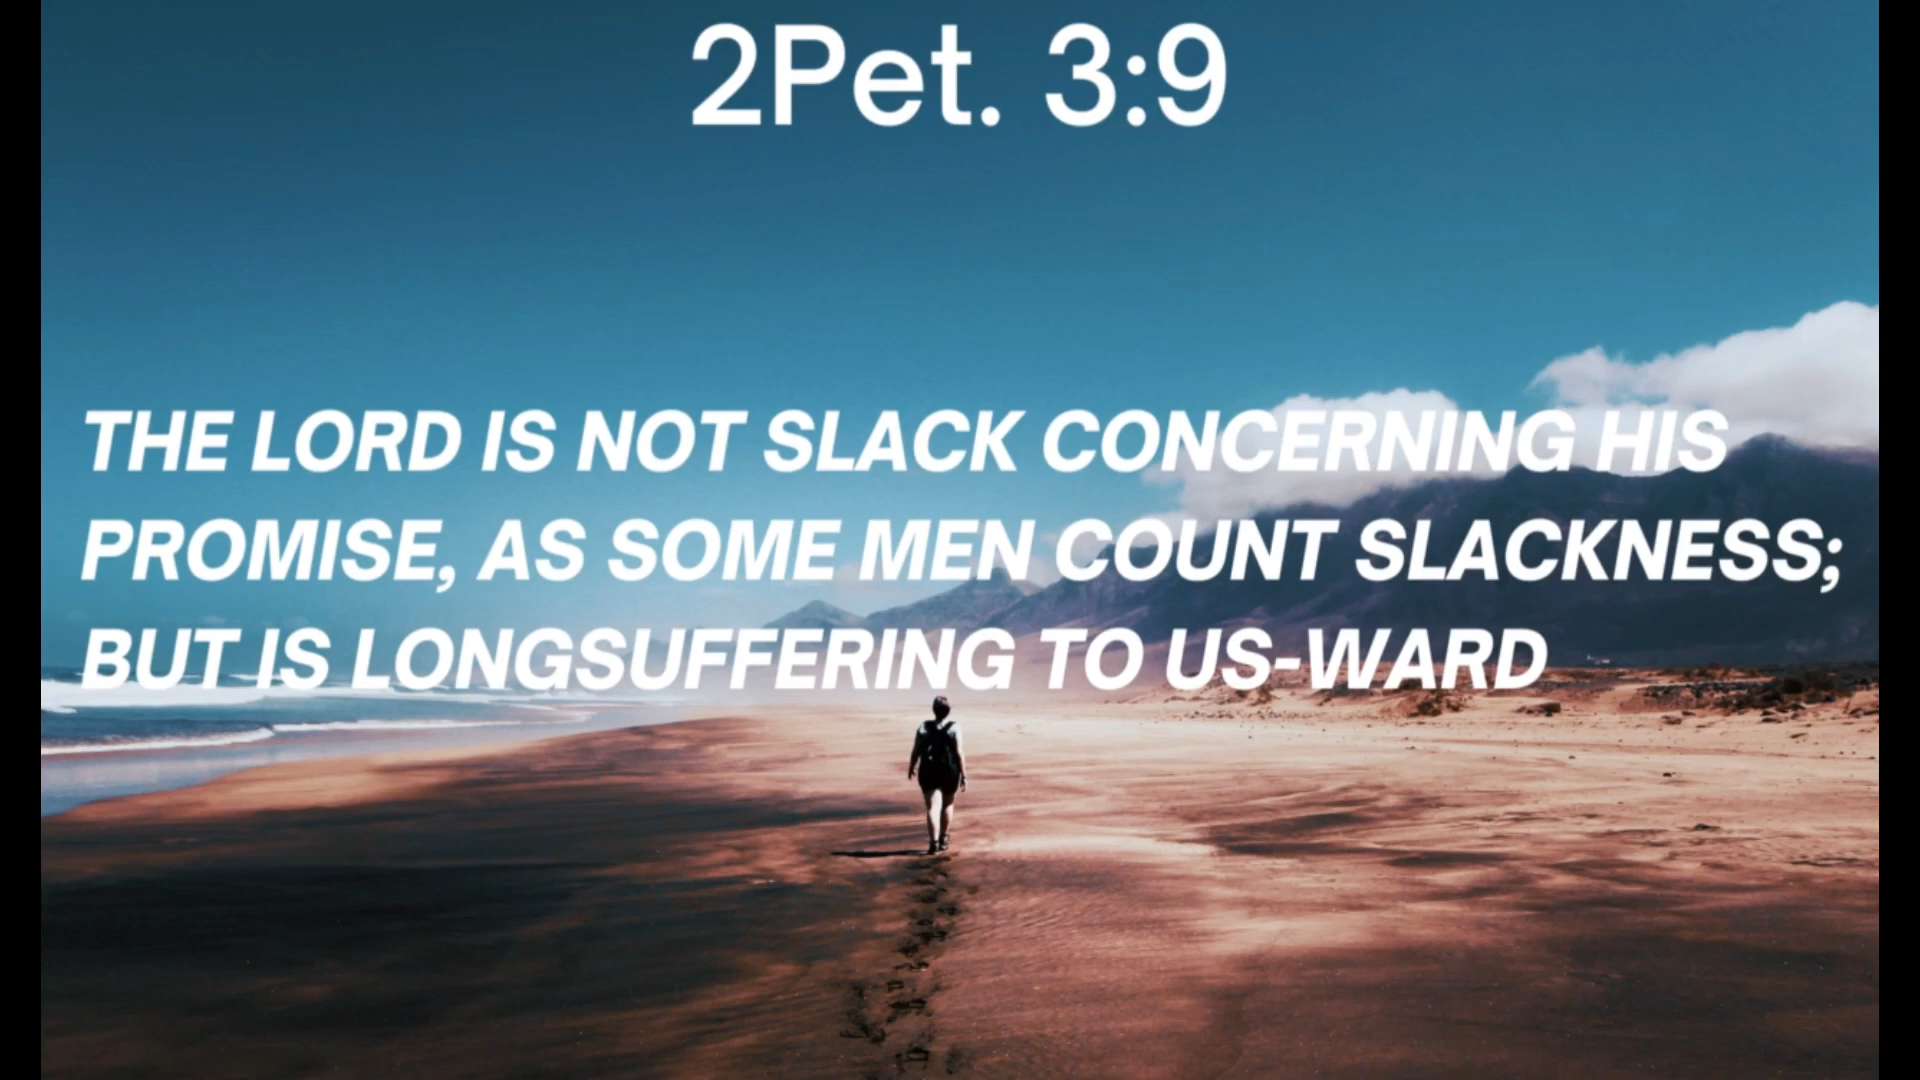 2Pet. 3:9
THE LORD IS NOT SLACK CONCERNING HIS
PROMISE, AS SOME MEN COUNT SLACKNESS;
BUT IS LONGSUFFERING TO US-WARD